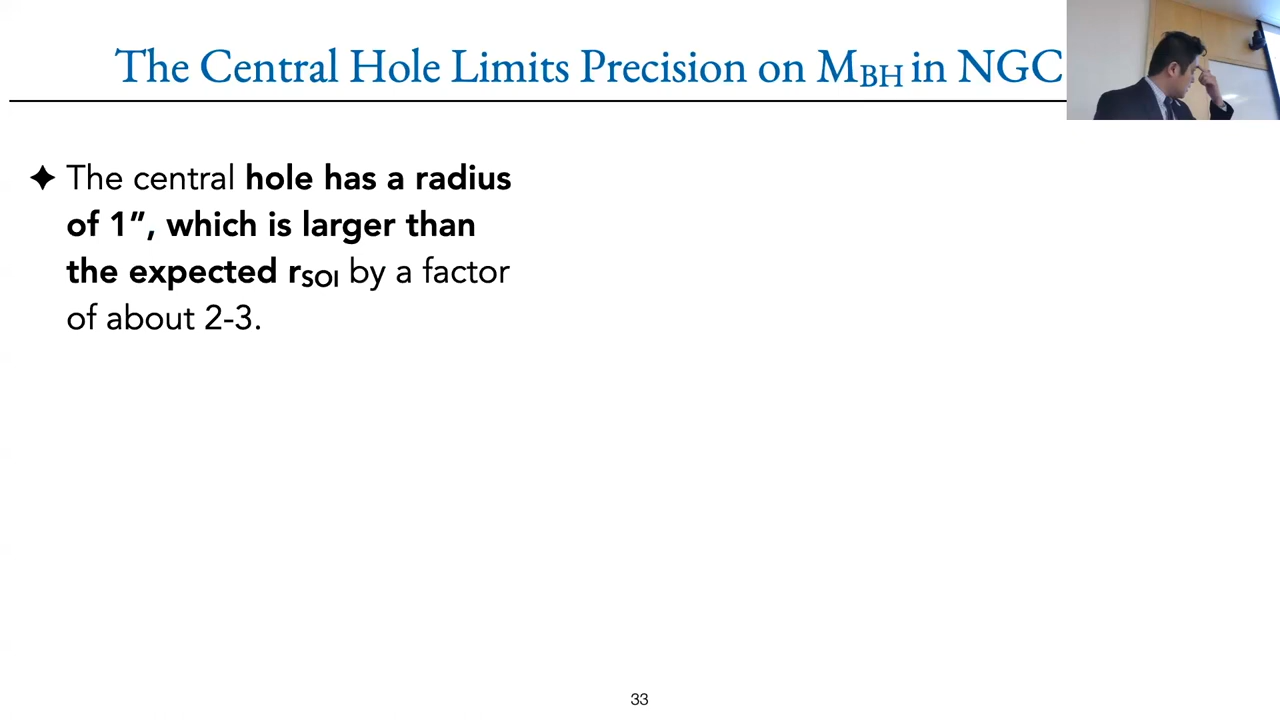 The Central Hole Limits Precision on MBH in NGC
✦ The central hole has a radius
of 1”, which is larger than
the expected rSOI by a factor
of about 2-3.
33